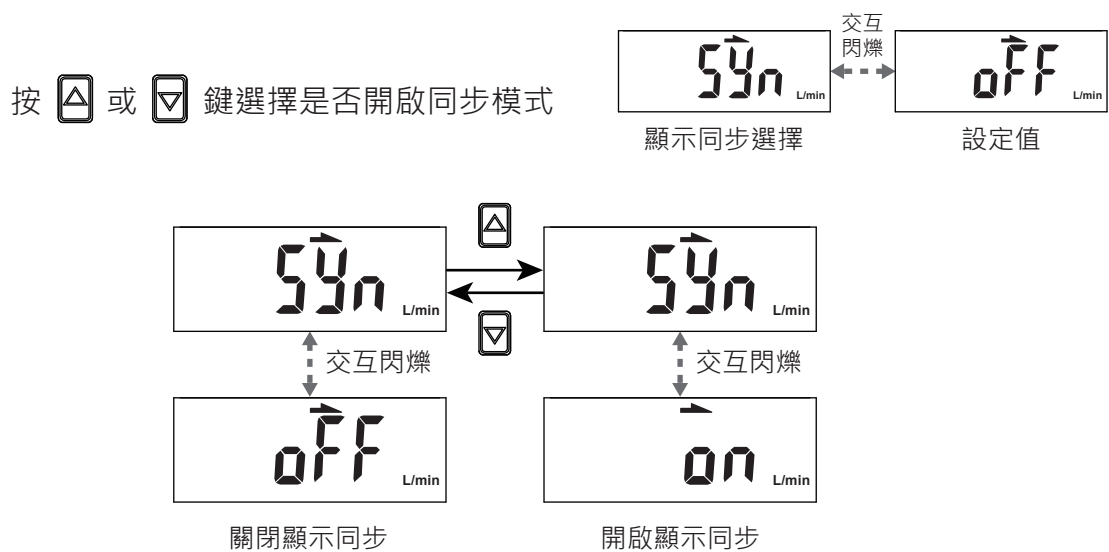 交互
閃爍
Syn L/min
oFF L/min
按 或 鍵選擇是否開啟同步模式
顯示同步選擇
設定值
Syn L/min
Syn L/min
交互閃爍
交互閃爍
oFF L/min
on L/min
關閉顯示同步
開啟顯示同步